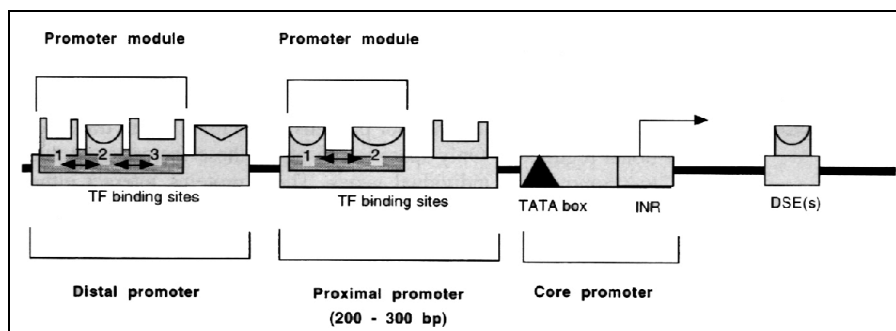 Promoter module
Promoter module
1 2 3
1 2
TF binding sites
TF binding sites
TATA box
INR
DSE(s)
Distal promoter
Proximal promoter
(200 - 300 bp)
Core promoter